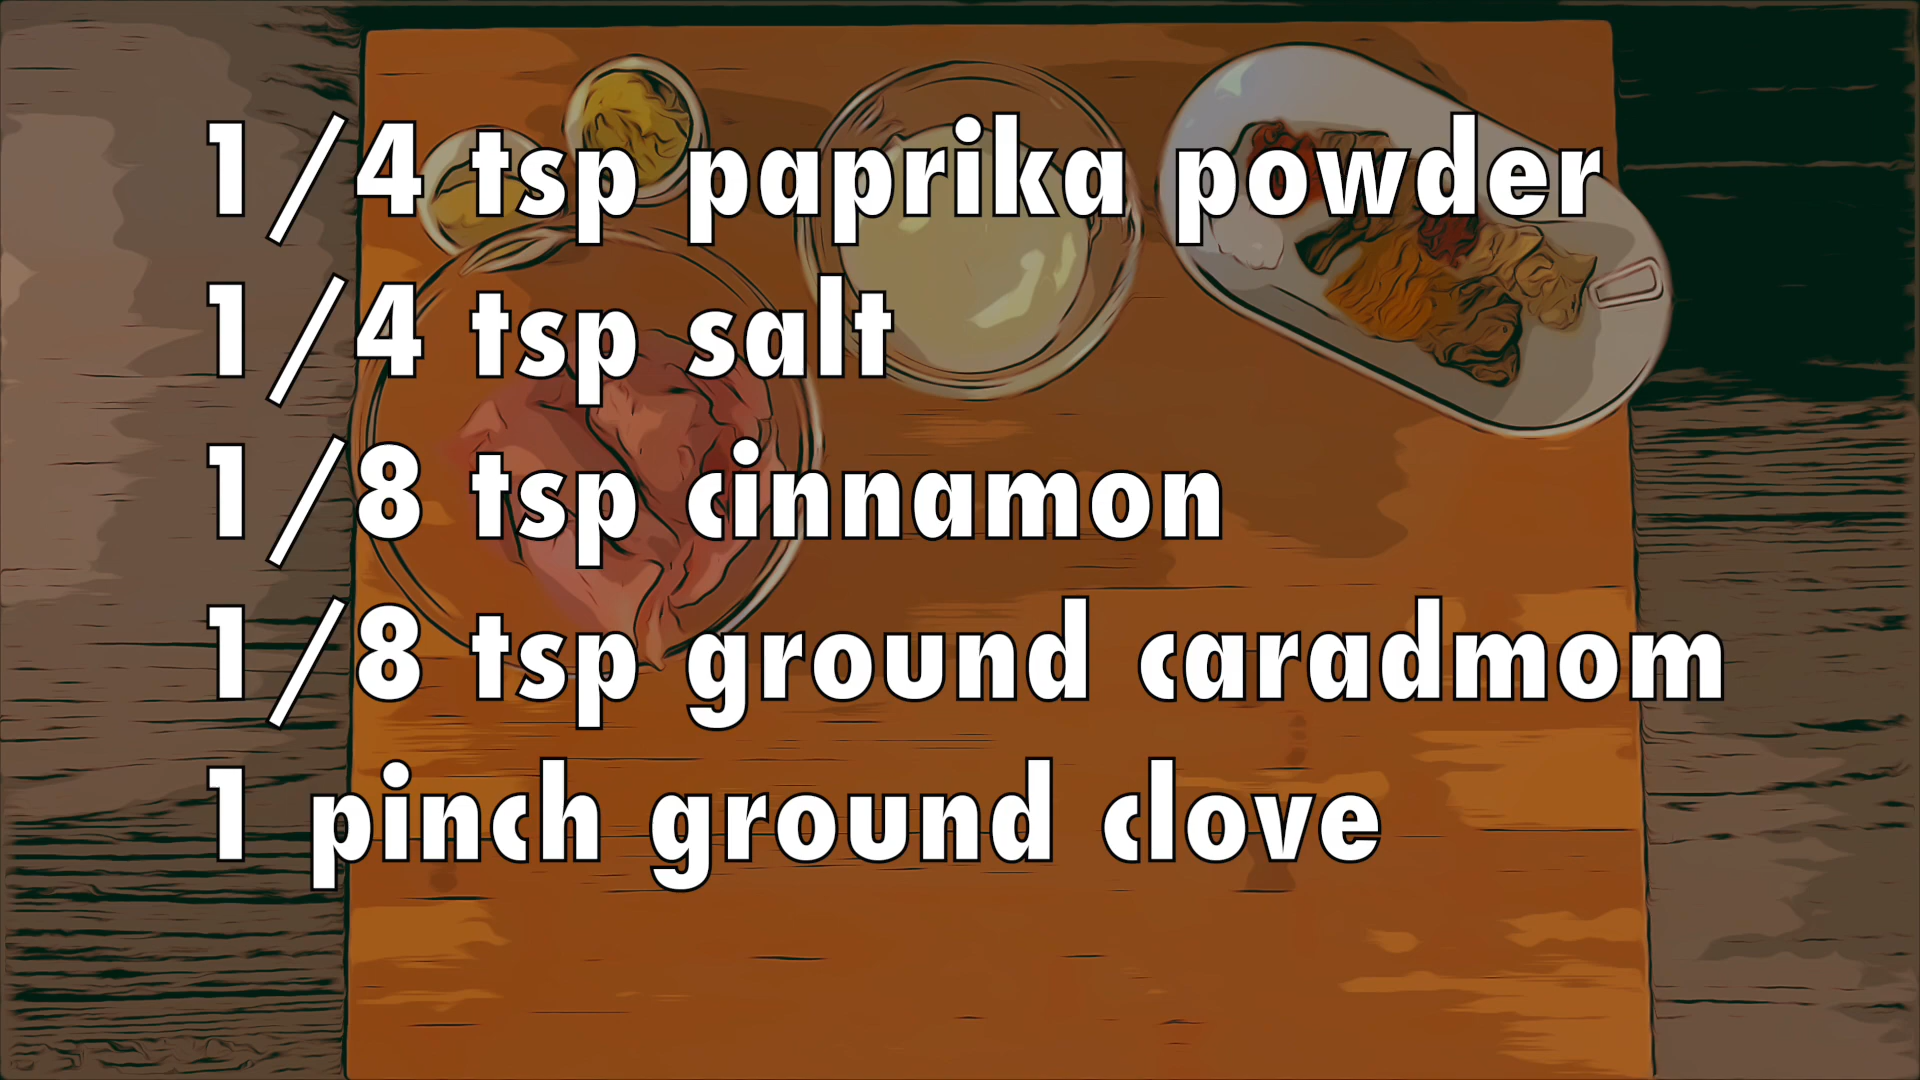 1/4 tsp paprika powder
1/4 tsp salt
1/8 tsp cinnamon
1/8 tsp ground caradmom
1 pinch ground clove